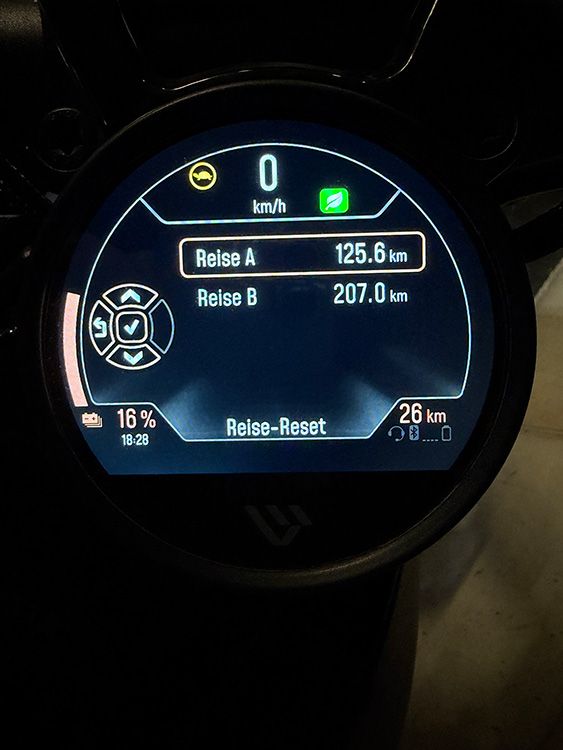 0
km/h
Reise A 125.6 km
Reise B 207.0 km
16 %
18:28
Reise-Reset
26 km